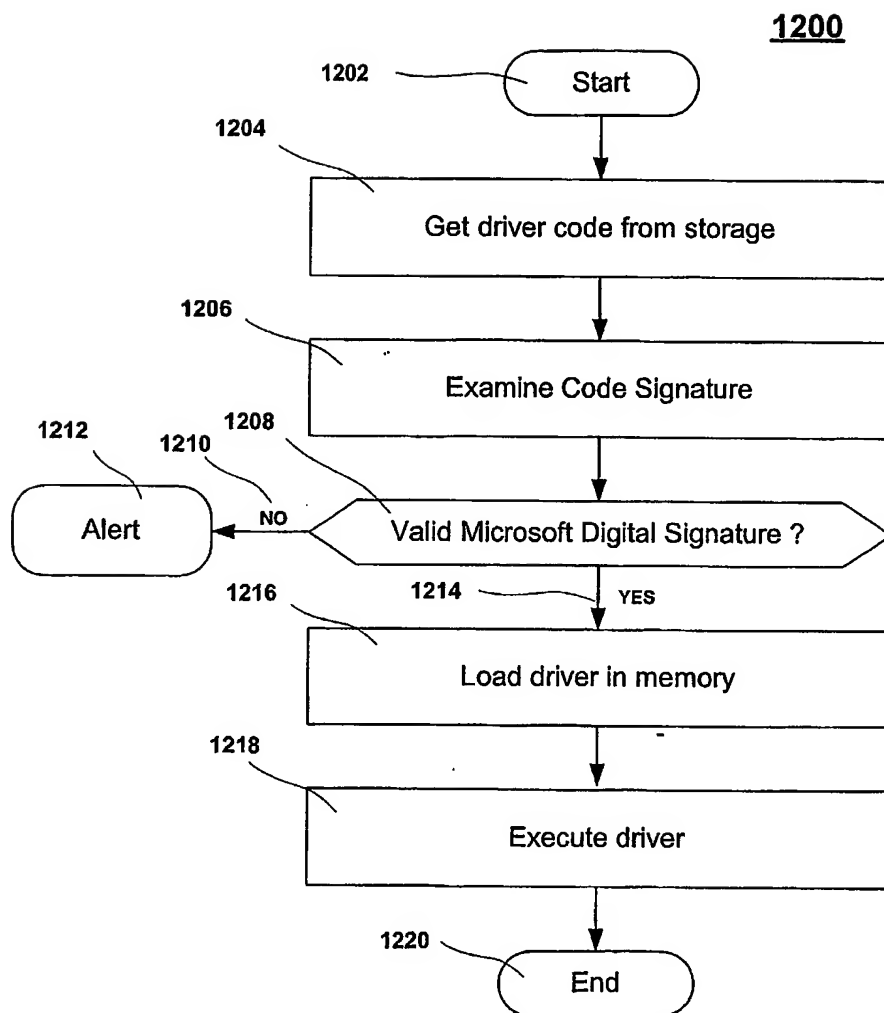 1200
1202
Start
1204
Get driver code from storage
1206
Examine Code Signature
1208
1210
1212
Alert
NO
Valid Microsoft Digital Signature ?
1214
YES
1216
Load driver in memory
1218
Execute driver
1220
End